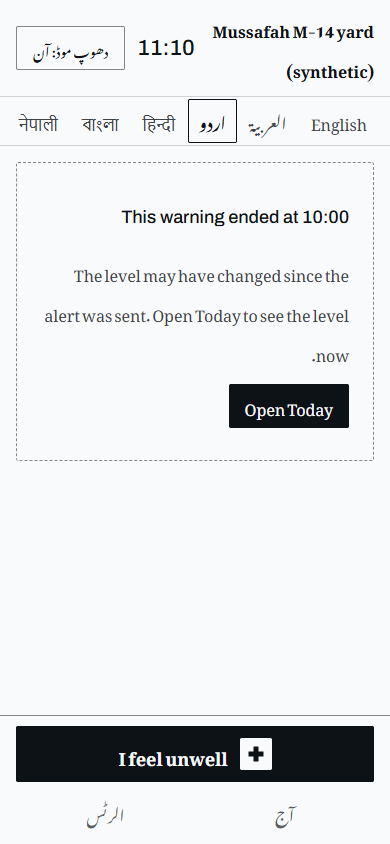 Mussafah M-14 yard
(synthetic)
11:10
دھوپ موڈ: آن
English
العربية
اردو
हिन्दी
বাংলা
नेपाली
This warning ended at 10:00
The level may have changed since the
alert was sent. Open Today to see the level
now.
Open Today
I feel unwell
آج
الرٹس